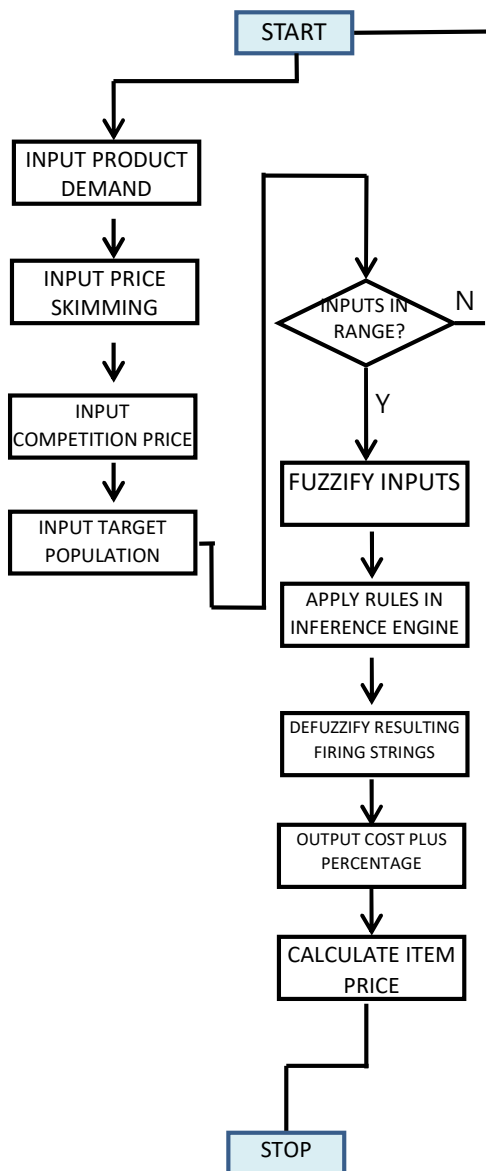 START
INPUT PRODUCT
DEMAND
INPUT PRICE
SKIMMING
INPUT
COMPETITION PRICE
INPUT TARGET
POPULATION
INPUTS IN
RANGE?
N
Y
FUZZIFY INPUTS
APPLY RULES IN
INFERENCE ENGINE
DEFUZZIFY RESULTING
FIRING STRINGS
OUTPUT COST PLUS
PERCENTAGE
CALCULATE ITEM
PRICE
STOP